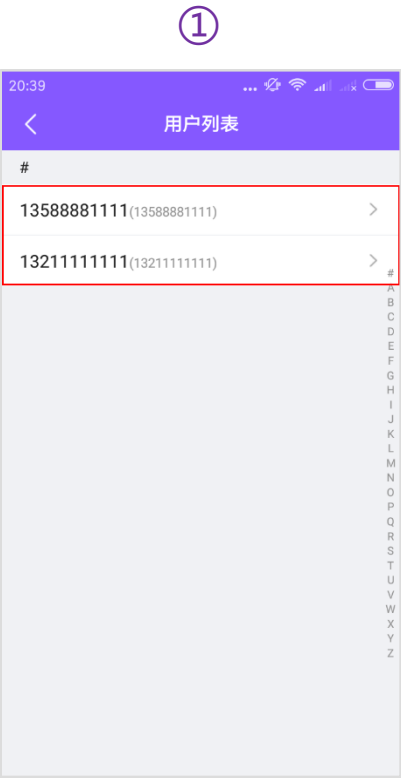 ①
20:39
用户列表
#
13588881111(13588881111)
13211111111(13211111111)
#
A
B
C
D
E
F
G
H
I
J
K
L
M
N
O
P
Q
R
S
T
U
V
W
X
Y
Z